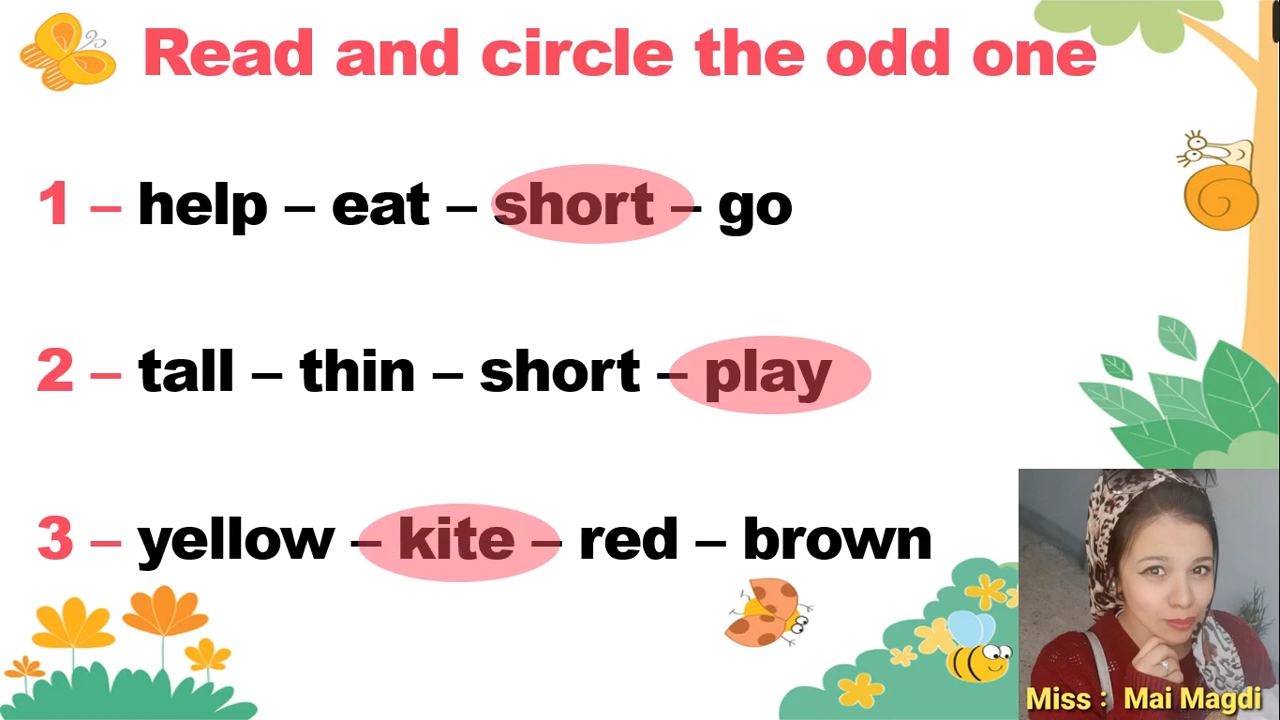 Read and circle the odd one
1 – help – eat – short – go
2 – tall – thin – short – play
3 – yellow – kite – red – brown
Miss : Mai Magdi